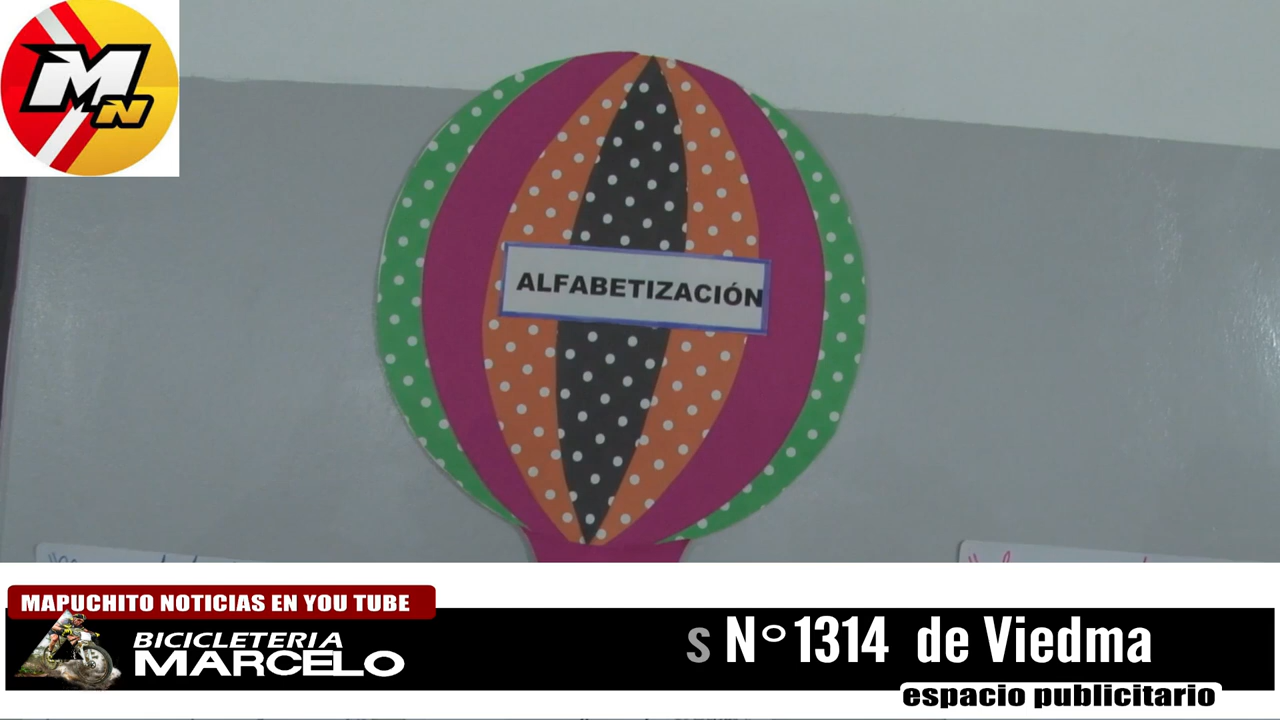 MN
ALFABETIZACIÓN
MAPUCHITO NOTICIAS EN YOU TUBE
BICICLETERIA
MARCELO
s N° 1314 de Viedma
espacio publicitario